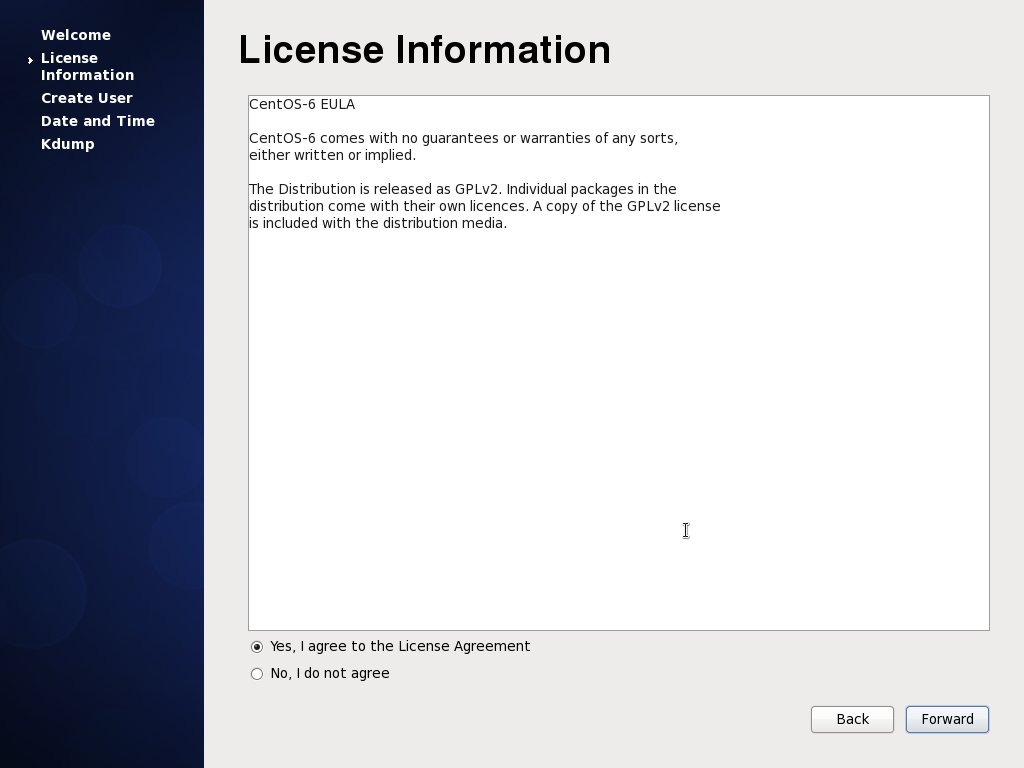 Welcome
License
Information
Create User
Date and Time
Kdump
License Information
CentOS-6 EULA
CentOS-6 comes with no guarantees or warranties of any sorts,
either written or implied.
The Distribution is released as GPLv2. Individual packages in the
distribution come with their own licences. A copy of the GPLv2 license
is included with the distribution media.
Yes, I agree to the License Agreement
No, I do not agree
Back
Forward